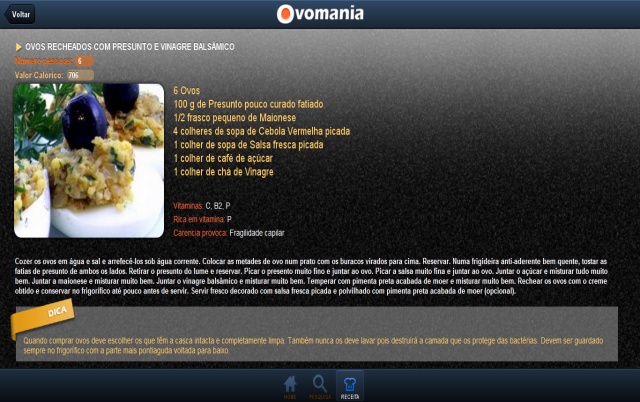 Voltar
Ovomania
OVOS RECHEADOS COM PRESUNTO E VINAGRE BALSÂMICO
6
Valor Calórico: 706
6 Ovos
100 g de Presunto pouco curado fatiado
1/2 frasco pequeno de Maionese
4 colheres de sopa de Cebola Vermelha picada
1 colher de sopa de Salsa fresca picada
1 colher de café de açúcar
1 colher de chá de Vinagre
Vitaminas: C, B2, P
Rica em vitamina: P
Carencia provoca: Fragilidade capilar
Cozer os ovos em água e sal e arrefecê-los sob água corrente. Colocar as metades de ovo num prato com os buracos virados para cima. Reservar. Numa frigideira anti-aderente bem quente, tostar as
fatias de presunto de ambos os lados. Retirar o presunto do lume e reservar. Picar o presunto muito fino e juntar ao ovo. Picar a salsa muito fina e juntar ao ovo. Juntar o açúcar e misturar tudo muito
bem. Juntar a maionese e misturar muito bem. Juntar o vinagre balsâmico e misturar muito bem. Temperar com pimenta preta acabada de moer e misturar muito bem. Rechear os ovos com o creme
obtido e conservar no frigorífico até pouco antes de servir. Servir fresco decorado com salsa fresca picada e polvilhado com pimenta preta acabada de moer (opcional).
DICA
Quando comprar ovos deve escolher os que têm a casca intacta e completamente limpa. Também nunca os deve lavar pois destruirá a camada que os protege das bactérias. Devem ser guardado
sempre no frigorífico com a parte mais pontiaguda voltada para baixo.
HOME
PESQUISA
RECEITA